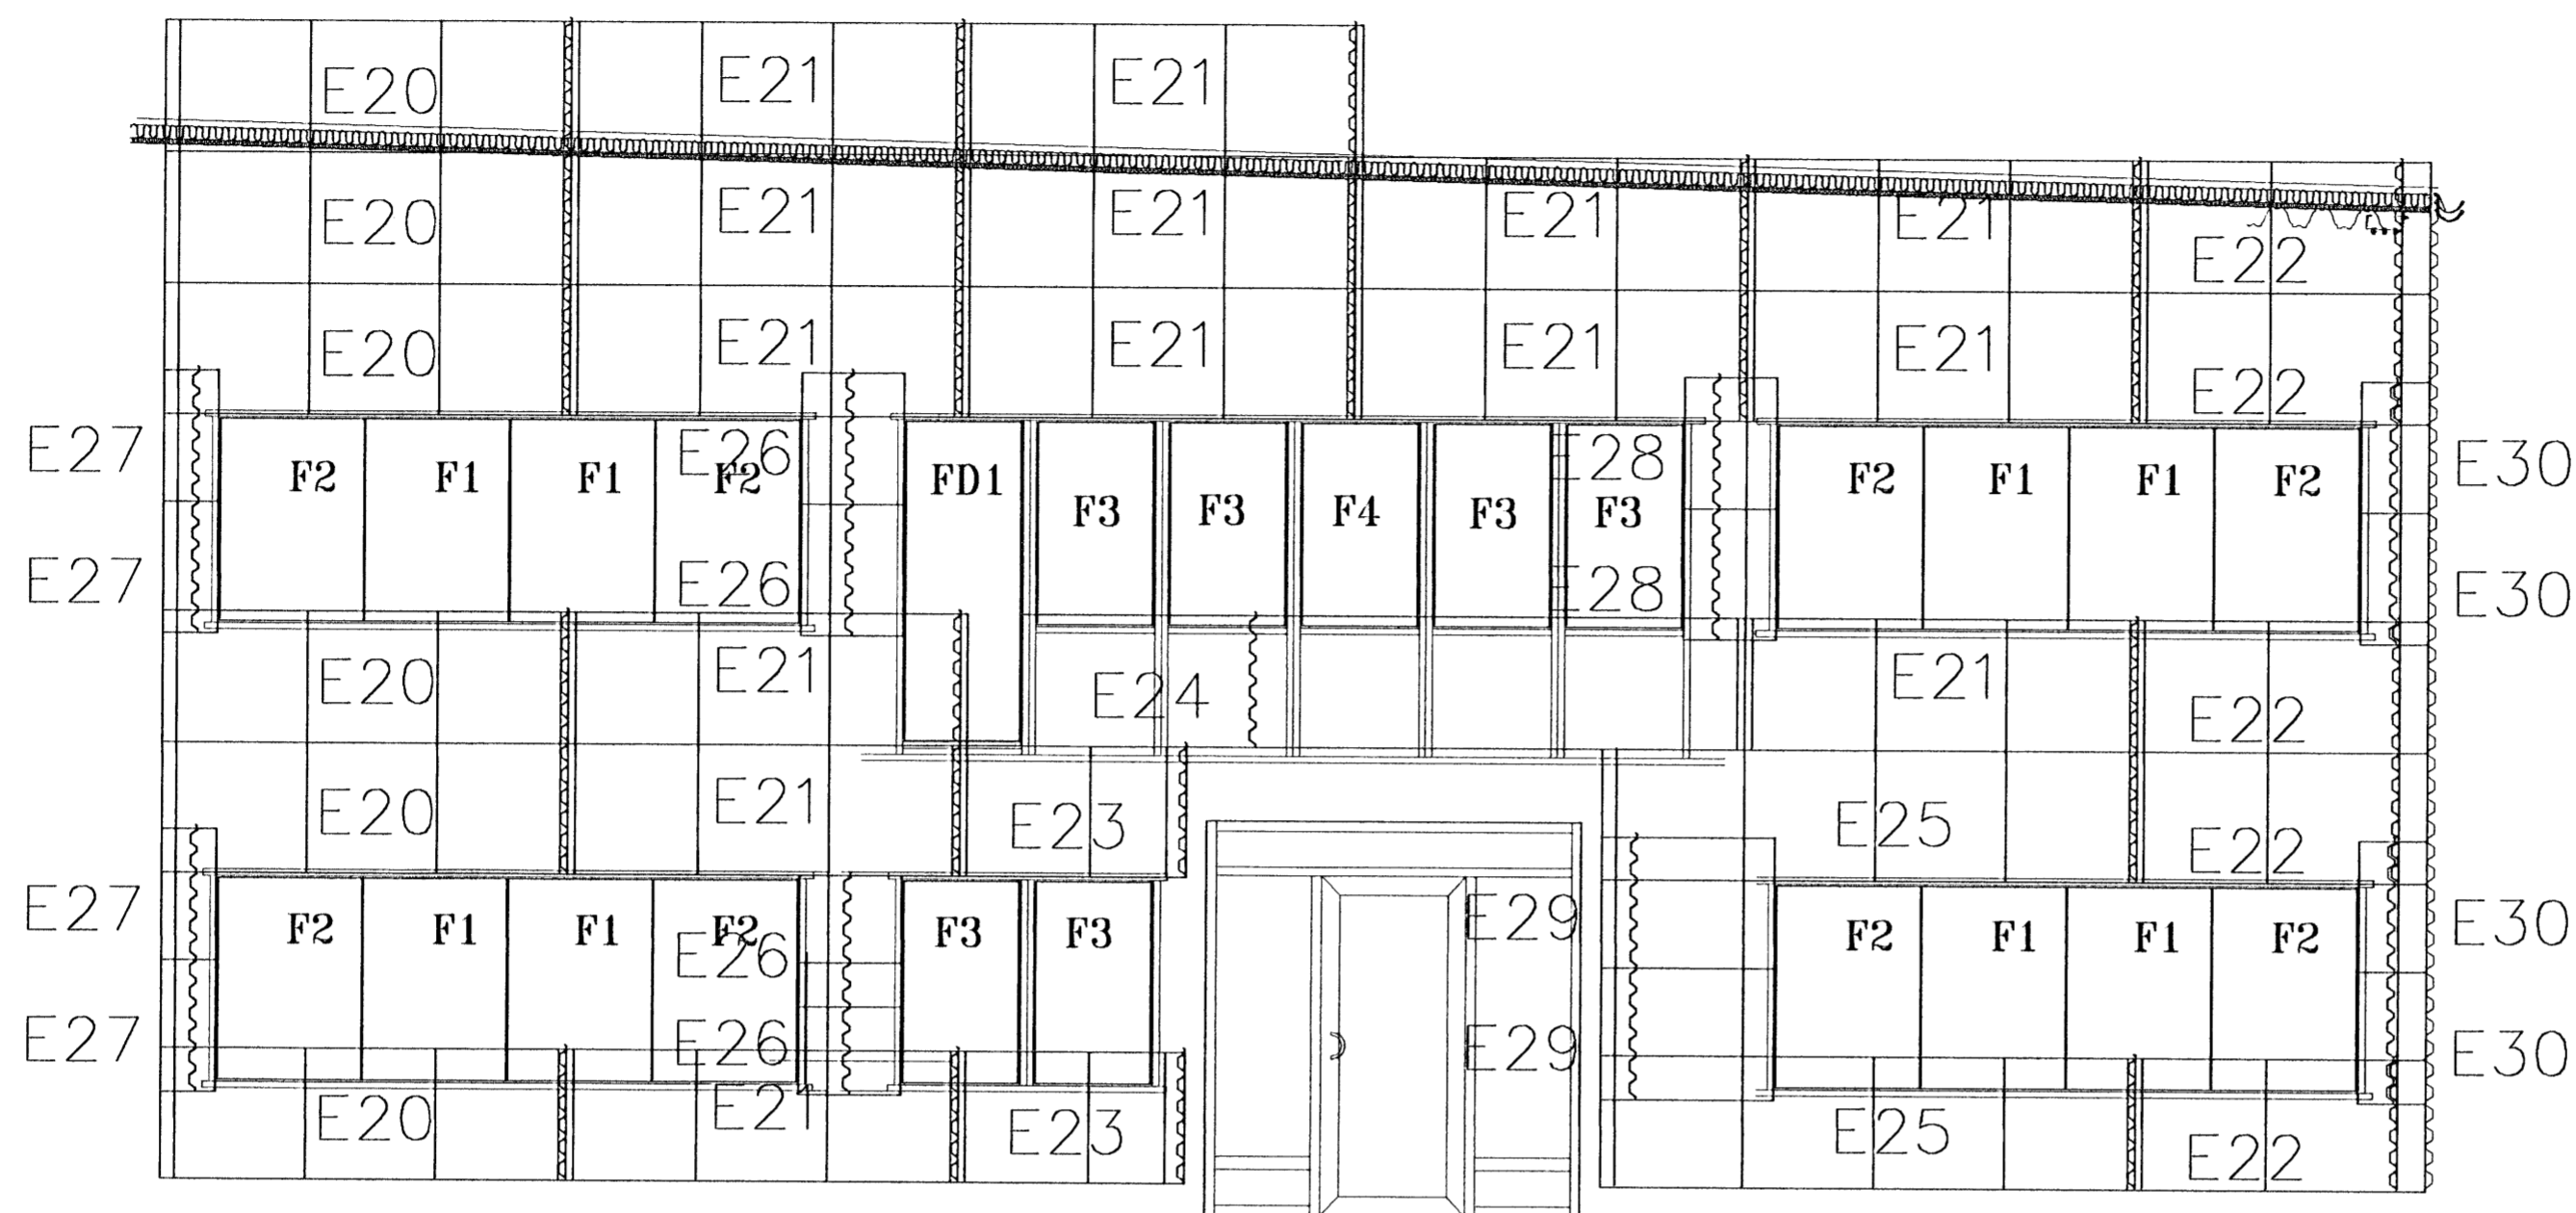 E20 E21 E21
E20 E21 E21 E21 E21 E22
E20 E21 E21 E21 E21 E22
E27 F2 F1 F1 E26 F2 FD1 F3 F3 F4 F3 E28 F3 F2 F1 F1 F2 E30
E27 E26 E28 E30
E20 E21 E24 E21 E22
E20 E21 E23 E25 E22
E27 F2 F1 F1 F2 E26 F3 F3 E29 F2 F1 F1 F2 E30
E27 E26 E29 E30
E20 E21 E23 E25 E22